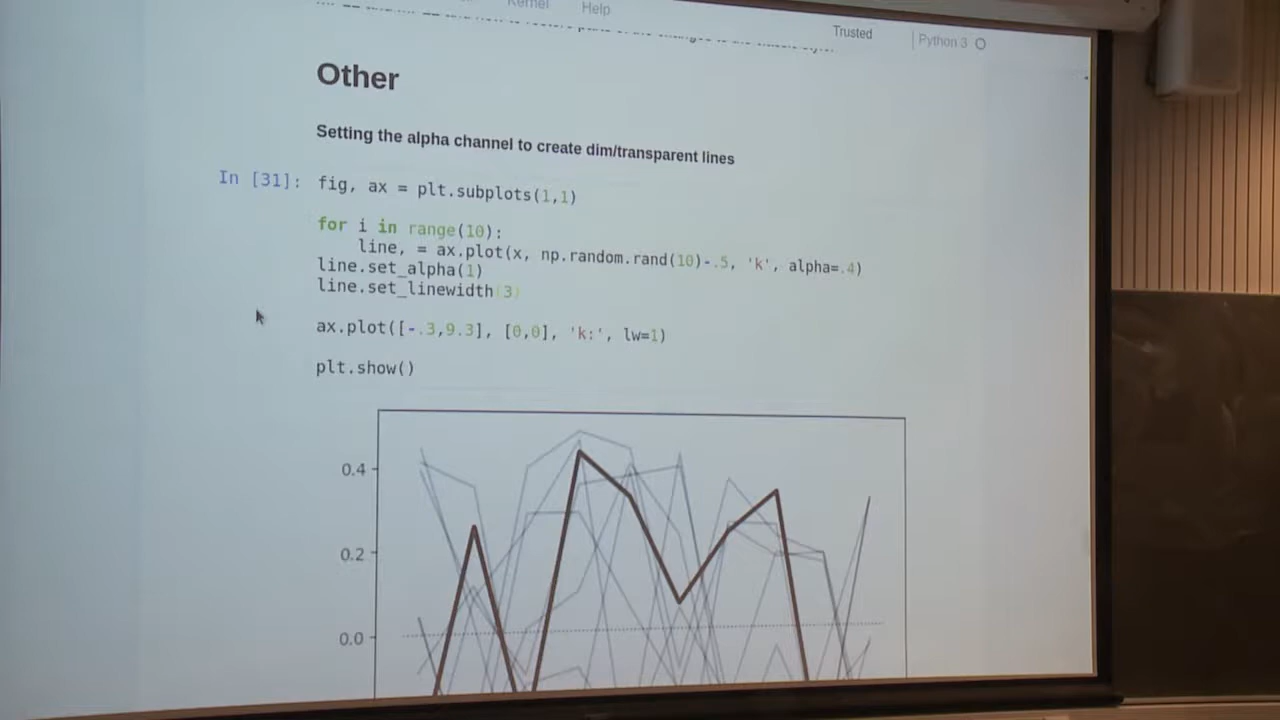 Kernel Help
Trusted Python 3
Other
Setting the alpha channel to create dim/transparent lines
In [31]: fig, ax = plt.subplots(1,1)
for i in range(10):
line, = ax.plot(x, np.random.rand(10)-.5, 'k', alpha=.4)
line.set_alpha(1)
line.set_linewidth(3)
ax.plot([-.3,9.3], [0,0], 'k:', lw=1)
plt.show()
0.4
0.2
0.0